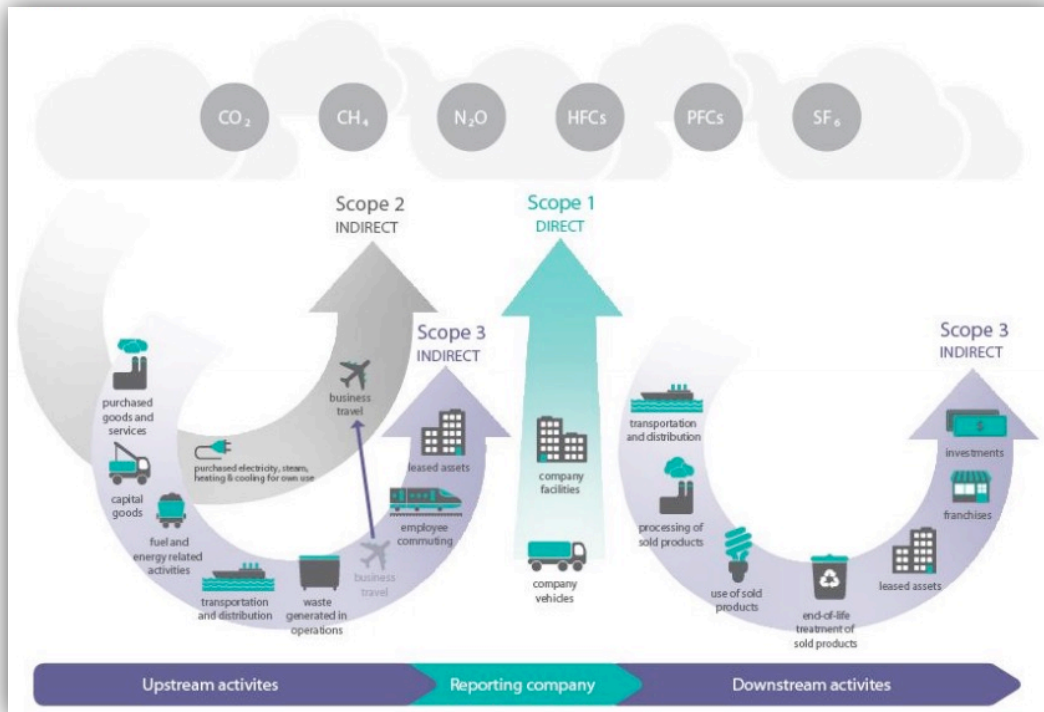 CO₂
CH₄
N₂O
HFCs
PFCs
SF₆
Scope 2
INDIRECT
Scope 1
DIRECT
Scope 3
INDIRECT
Scope 3
INDIRECT
purchased
goods and
services
capital
goods
fuel and
energy related
activities
purchased electricity, steam,
heating & cooling for own use
business
travel
transportation
and distribution
waste
generated in
operations
business
travel
employee
commuting
leased assets
company
facilities
company
vehicles
transportation
and distribution
processing of
sold products
use of sold
products
end-of-life
treatment of
sold products
leased assets
franchises
investments
$
Upstream activites
Reporting company
Downstream activites